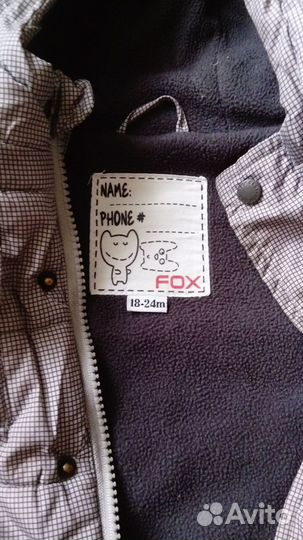 NAME:
PHONE #
FOX
18-24m
Avito